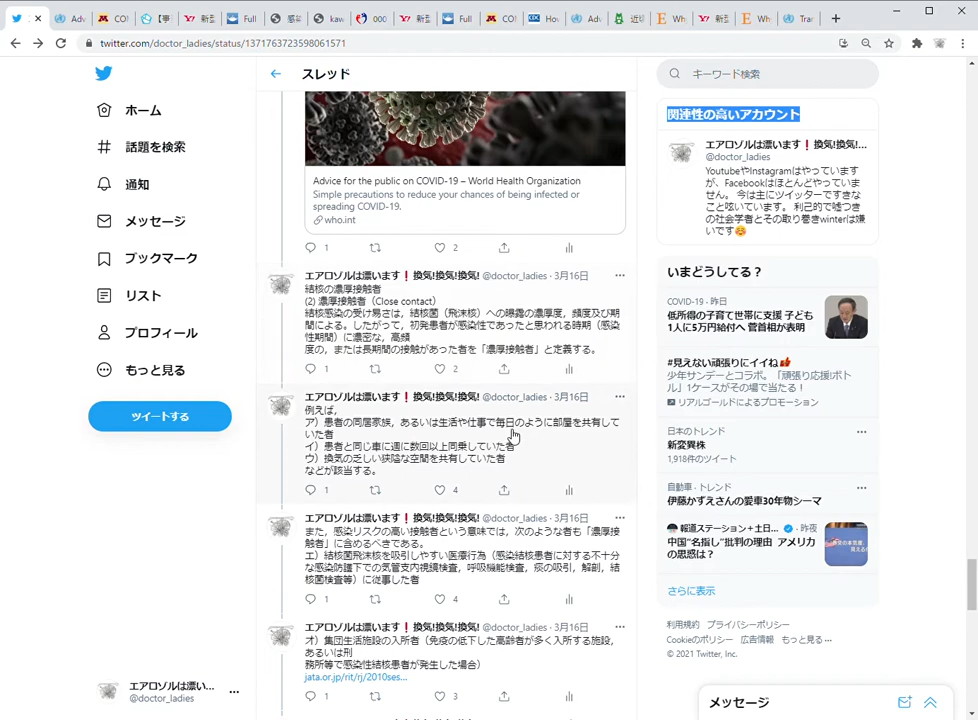 Adv
CO
【事
新型
Full
感染
kaw
000
新型
Full
CO
CDC
Hov
Adv
近
Wh
新型
Wh
Trar
twitter.com/doctor_ladies/status/1371763723598061571
ホーム
話題を検索
通知
メッセージ
ブックマーク
リスト
プロフィール
もっと見る
ツイートする
エアロゾルは漂い...
@doctor_ladies
スレッド
Advice for the public on COVID-19 – World Health Organization
Simple precautions to reduce your chances of being infected or
spreading COVID-19.
who.int
1 2
エアロゾルは漂います❗換気!換気!換気! @doctor_ladies · 3月16日
結核の濃厚接触者
(2) 濃厚接触者（Close contact）
結核感染の受け易さは，結核菌（飛沫核）への曝露の濃厚度，頻度及び期
間による。したがって，初発患者が感染性であったと思われる時期（感染
性期間）に濃密な，高頻
度の，または長期間の接触があった者を「濃厚接触者」と定義する。
1 2
エアロゾルは漂います❗換気!換気!換気! @doctor_ladies · 3月16日
例えば，
ア）患者の同居家族，あるいは生活や仕事で毎日のように部屋を共有して
いた者
イ）患者と同じ車に週に数回以上同乗していた者
ウ）換気の乏しい狭隘な空間を共有していた者
などが該当する。
1 4
エアロゾルは漂います❗換気!換気!換気! @doctor_ladies · 3月16日
また，感染リスクの高い接触者という意味では，次のような者も「濃厚接
触者」に含めるべきである。
エ）結核菌飛沫核を吸引しやすい医療行為（感染結核患者に対する不十分
な感染防護下での気管支内視鏡検査，呼吸機能検査，痰の吸引，解剖，結
核菌検査等）に従事した者
1 4
エアロゾルは漂います❗換気!換気!換気! @doctor_ladies · 3月16日
オ）集団生活施設の入所者（免疫の低下した高齢者が多く入所する施設，
あるいは刑
務所等で感染性結核患者が発生した場合）
jata.or.jp/rit/rj/2010ses...
1 3
キーワード検索
関連性の高いアカウント
エアロゾルは漂います❗換気!換気!...
@doctor_ladies
YoutubeやInstagramはやっています
が、Facebookはほとんどやっていま
せん。 今は主にツイッターですきな
こと呟いています。 利己的で嘘つき
の社会学者とその取り巻きwinterは嫌
いです☺️
いまどうしてる？
COVID-19 · 昨日
低所得の子育て世帯に支援 子ども
1人に5万円給付へ 菅首相が表明
#見えない頑張りにイイね👍
少年サンデーとコラボ。「頑張り応援!ボト
ル」1ケースがその場で当たる！
リアルゴールドによるプロモーション
日本のトレンド
新変異株
1,918件のツイート
自動車 · トレンド
伊藤かずえさんの愛車30年物シーマ
報道ステーション+土日... · 昨夜
中国"名指し"批判の理由 アメリカ
の思惑は？
さらに表示
利用規約 プライバシーポリシー
Cookieのポリシー 広告情報 もっと見る...
© 2021 Twitter, Inc.
メッセージ